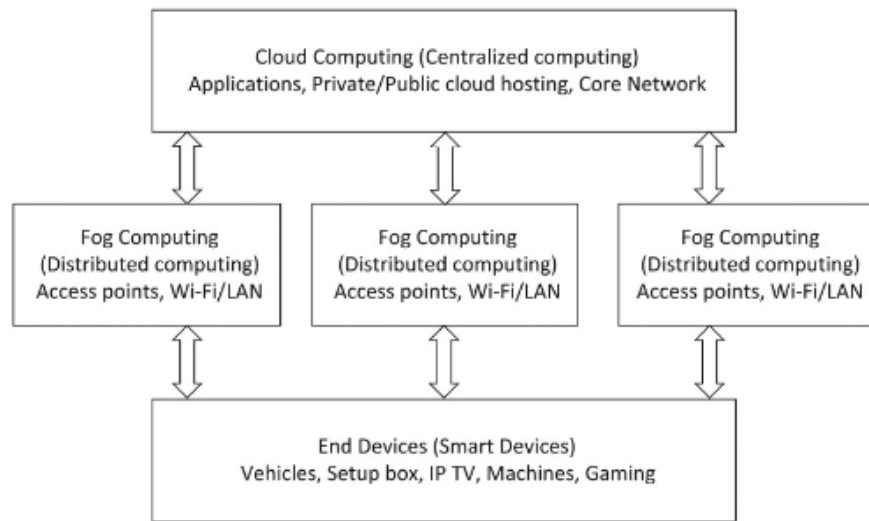 Cloud Computing (Centralized computing)
Applications, Private/Public cloud hosting, Core Network
Fog Computing
(Distributed computing)
Access points, Wi-Fi/LAN
Fog Computing
(Distributed computing)
Access points, Wi-Fi/LAN
Fog Computing
(Distributed computing)
Access points, Wi-Fi/LAN
End Devices (Smart Devices)
Vehicles, Setup box, IP TV, Machines, Gaming